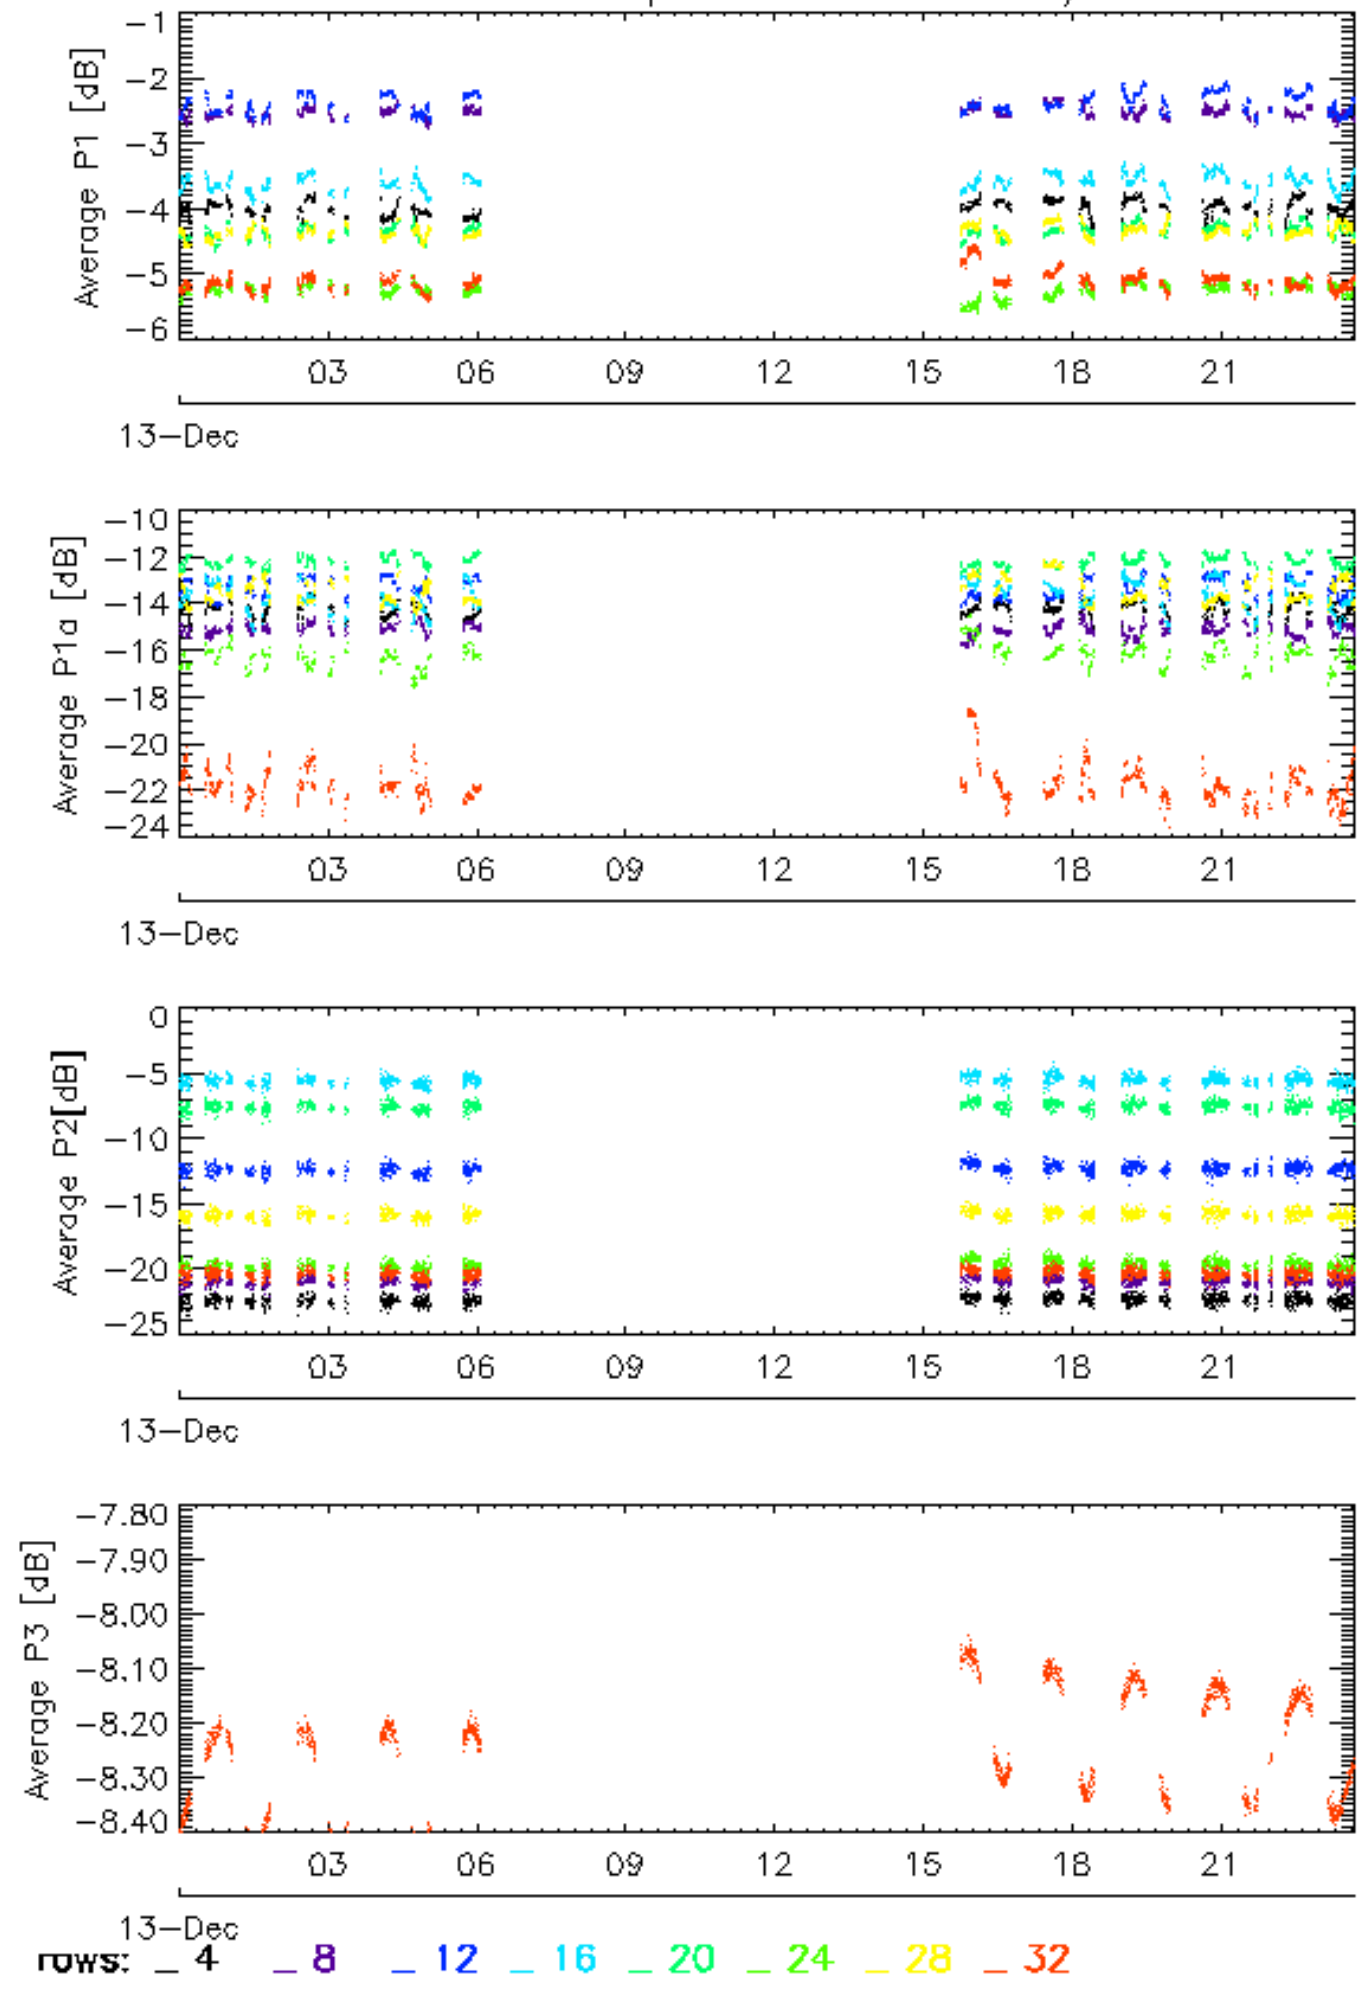 Average P1 [dB]
−1
−2
−3
−4
−5
−6
03 06 09 12 15 18 21
13−Dec
Average P1a [dB]
−10
−12
−14
−16
−18
−20
−22
−24
03 06 09 12 15 18 21
13−Dec
Average P2[dB]
0
−5
−10
−15
−20
−25
03 06 09 12 15 18 21
13−Dec
Average P3 [dB]
−7.80
−7.90
−8.00
−8.10
−8.20
−8.30
−8.40
03 06 09 12 15 18 21
13−Dec
rows: _ 4 _ 8 _ 12 _ 16 _ 20 _ 24 _ 28 _ 32